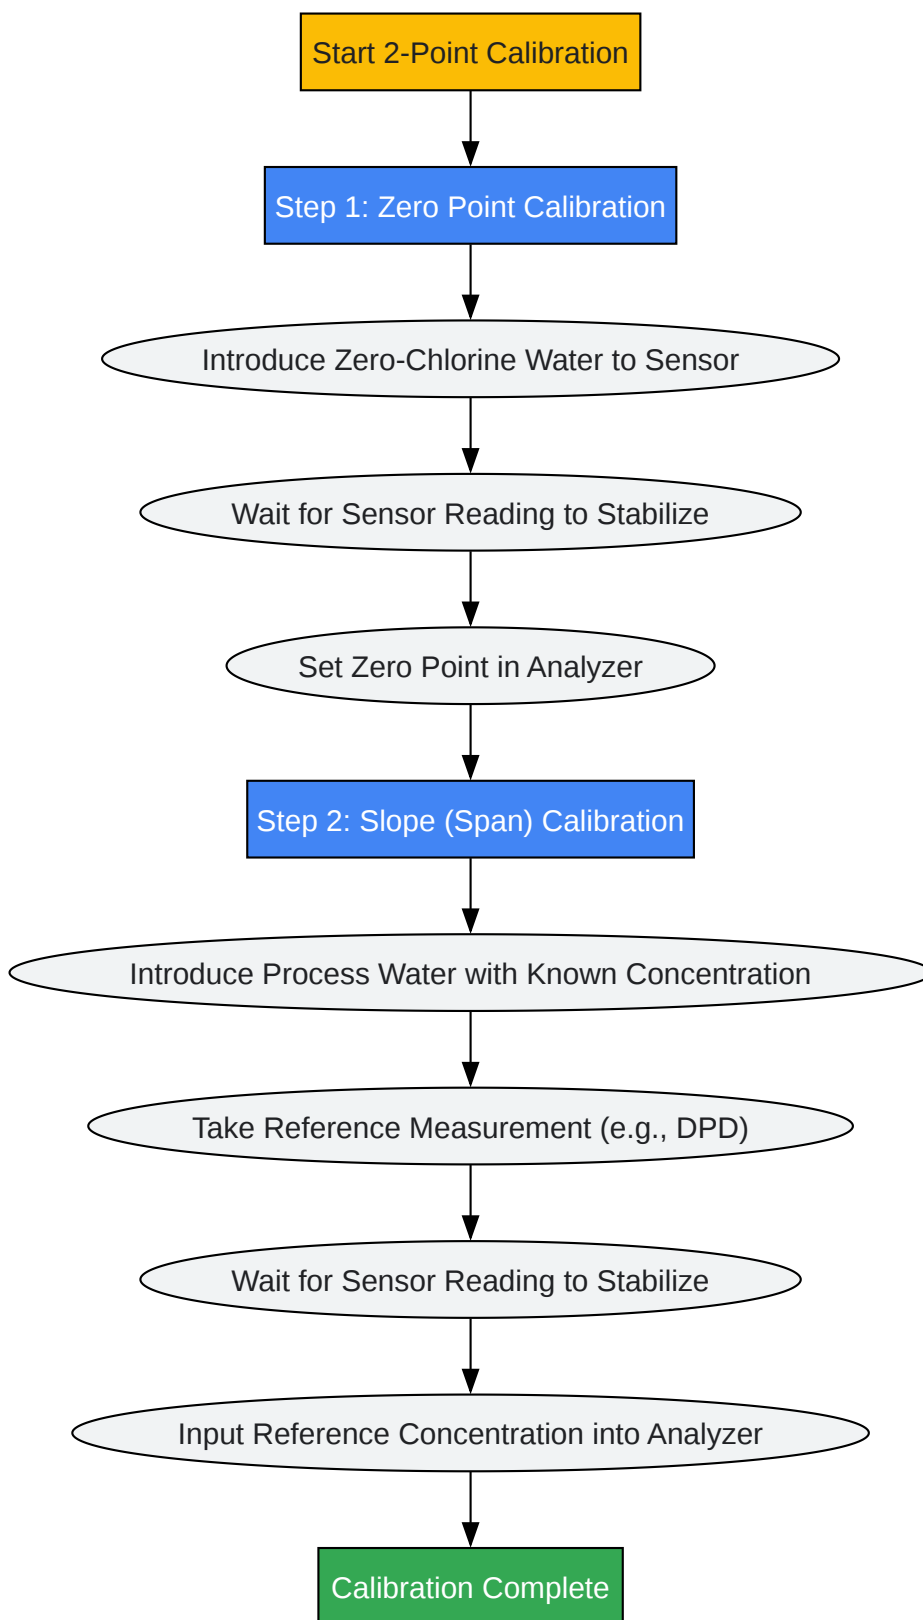 Start 2-Point Calibration
Step 1: Zero Point Calibration
Introduce Zero-Chlorine Water to Sensor
Wait for Sensor Reading to Stabilize
Set Zero Point in Analyzer
Step 2: Slope (Span) Calibration
Introduce Process Water with Known Concentration
Take Reference Measurement (e.g., DPD)
Wait for Sensor Reading to Stabilize
Input Reference Concentration into Analyzer
Calibration Complete